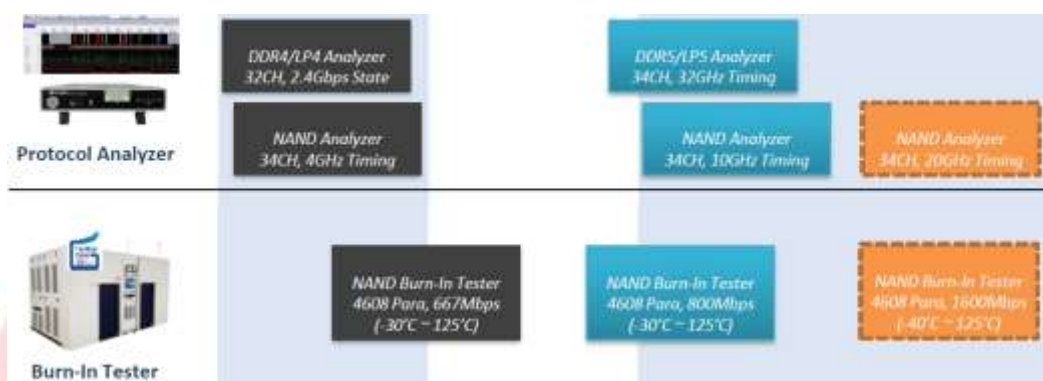 DDR4/LP4 Analyzer
32CH, 2.4Gbps State
DDR5/LP5 Analyzer
34CH, 32GHz Timing
NAND Analyzer
34CH, 4GHz Timing
NAND Analyzer
34CH, 10GHz Timing
NAND Analyzer
34CH, 20GHz Timing
Protocol Analyzer
NAND Burn-In Tester
4608 Para, 667Mbps
(-30°C ~ 125°C)
NAND Burn-In Tester
4608 Para, 800Mbps
(-30°C ~ 125°C)
NAND Burn-In Tester
4608 Para, 1600Mbps
(-40°C ~ 125°C)
Burn-In Tester